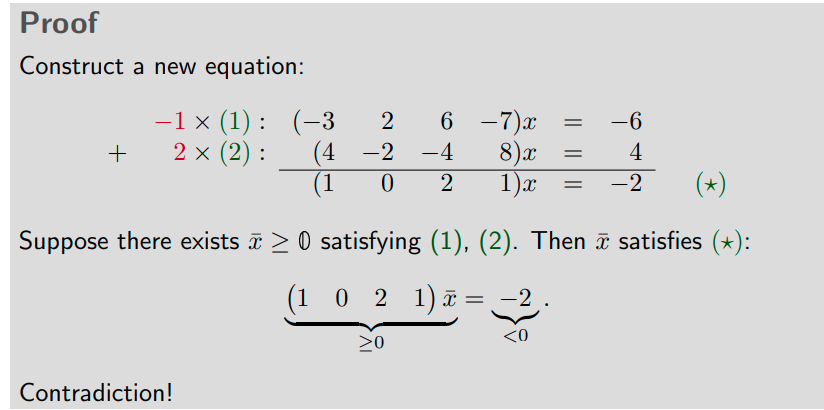 Proof
Construct a new equation:
−1 × (1) : (−3 2 6 −7)x = −6
+ 2 × (2) : (4 −2 −4 8)x = 4
(1 0 2 1)x = −2 (⋆)
Suppose there exists x̄ ≥ 𝟘 satisfying (1), (2). Then x̄ satisfies (⋆):
(1 0 2 1) x̄ = −2 .
≥0 <0
Contradiction!